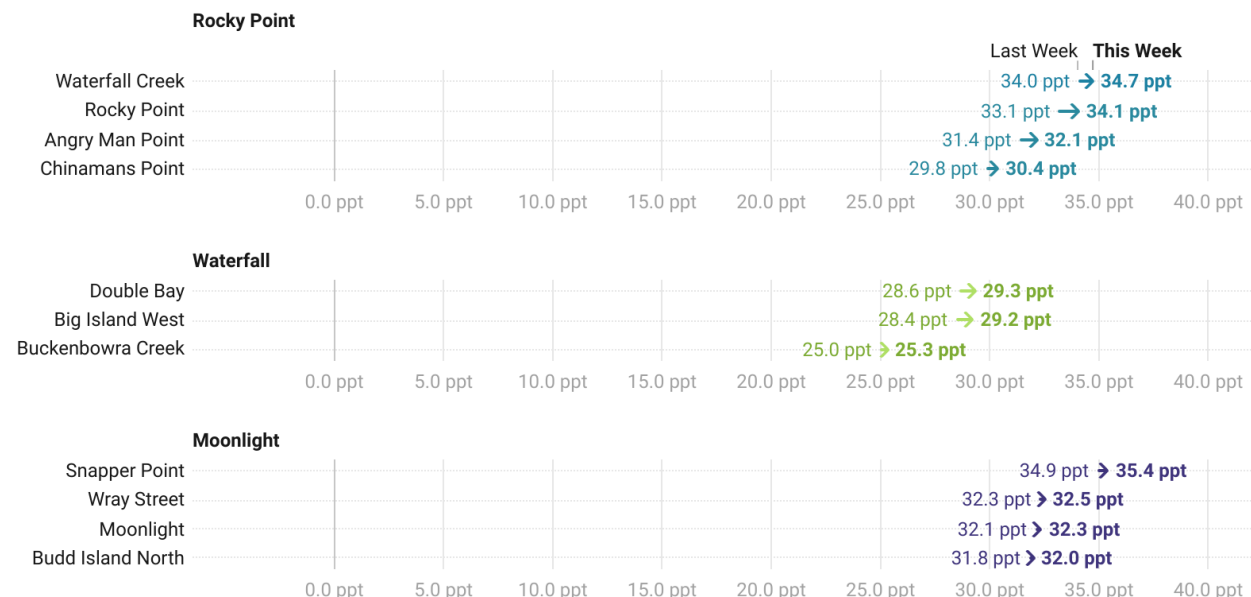 Rocky Point
Last Week This Week
Waterfall Creek 34.0 ppt 34.7 ppt
Rocky Point 33.1 ppt 34.1 ppt
Angry Man Point 31.4 ppt 32.1 ppt
Chinamans Point 29.8 ppt 30.4 ppt
0.0 ppt 5.0 ppt 10.0 ppt 15.0 ppt 20.0 ppt 25.0 ppt 30.0 ppt 35.0 ppt 40.0 ppt
Waterfall
Double Bay 28.6 ppt 29.3 ppt
Big Island West 28.4 ppt 29.2 ppt
Buckenbowra Creek 25.0 ppt 25.3 ppt
0.0 ppt 5.0 ppt 10.0 ppt 15.0 ppt 20.0 ppt 25.0 ppt 30.0 ppt 35.0 ppt 40.0 ppt
Moonlight
Snapper Point 34.9 ppt 35.4 ppt
Wray Street 32.3 ppt 32.5 ppt
Moonlight 32.1 ppt 32.3 ppt
Budd Island North 31.8 ppt 32.0 ppt
0.0 ppt 5.0 ppt 10.0 ppt 15.0 ppt 20.0 ppt 25.0 ppt 30.0 ppt 35.0 ppt 40.0 ppt